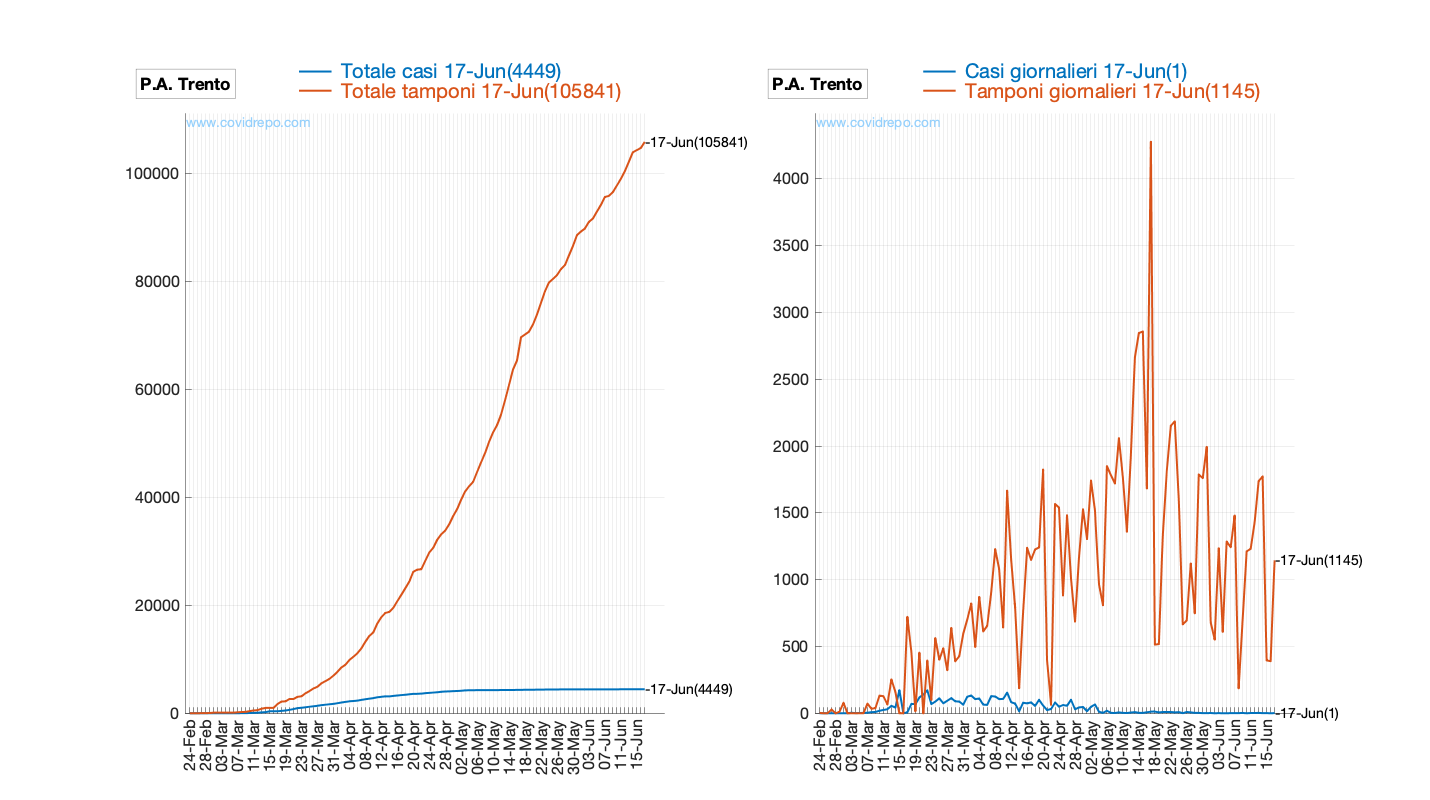 P.A. Trento
Totale casi 17-Jun(4449)
Totale tamponi 17-Jun(105841)
www.covidrepo.com
17-Jun(105841)
100000
80000
60000
40000
20000
0
17-Jun(4449)
24-Feb
28-Feb
03-Mar
07-Mar
11-Mar
15-Mar
19-Mar
23-Mar
27-Mar
31-Mar
04-Apr
08-Apr
12-Apr
16-Apr
20-Apr
24-Apr
28-Apr
02-May
06-May
10-May
14-May
18-May
22-May
26-May
30-May
03-Jun
07-Jun
11-Jun
15-Jun
P.A. Trento
Casi giornalieri 17-Jun(1)
Tamponi giornalieri 17-Jun(1145)
www.covidrepo.com
4000
3500
3000
2500
2000
1500
1000
500
0
17-Jun(1145)
17-Jun(1)
24-Feb
28-Feb
03-Mar
07-Mar
11-Mar
15-Mar
19-Mar
23-Mar
27-Mar
31-Mar
04-Apr
08-Apr
12-Apr
16-Apr
20-Apr
24-Apr
28-Apr
02-May
06-May
10-May
14-May
18-May
22-May
26-May
30-May
03-Jun
07-Jun
11-Jun
15-Jun